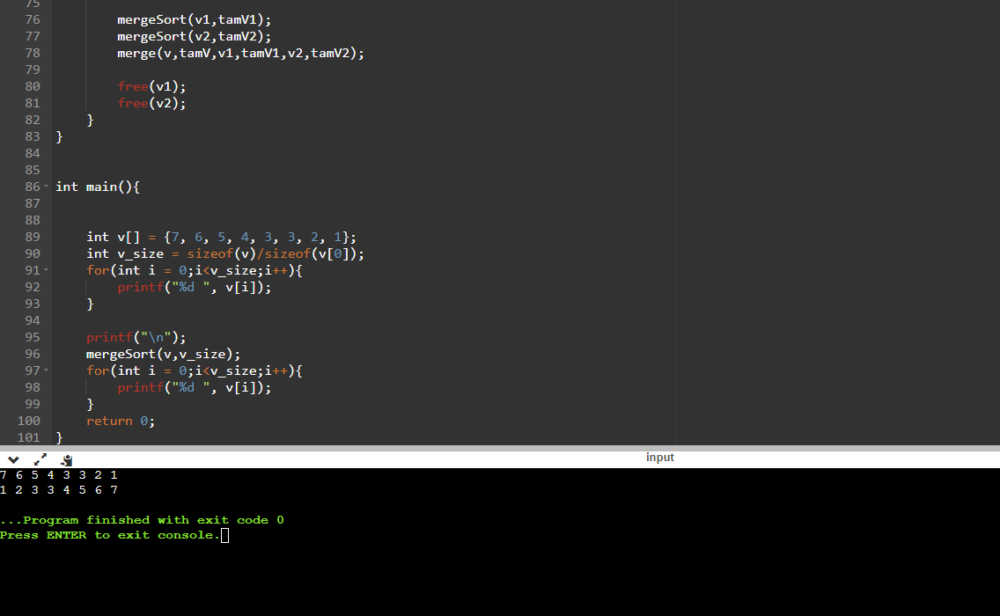 75
76 mergeSort(v1,tamV1);
77 mergeSort(v2,tamV2);
78 merge(v,tamV,v1,tamV1,v2,tamV2);
79
80 free(v1);
81 free(v2);
82 }
83 }
84
85
86 int main(){
87
88
89 int v[] = {7, 6, 5, 4, 3, 3, 2, 1};
90 int v_size = sizeof(v)/sizeof(v[0]);
91 for(int i = 0;i<v_size;i++){
92 printf("%d ", v[i]);
93 }
94
95 printf("\n");
96 mergeSort(v,v_size);
97 for(int i = 0;i<v_size;i++){
98 printf("%d ", v[i]);
99 }
100 return 0;
101 }
input
7 6 5 4 3 3 2 1
1 2 3 3 4 5 6 7
...Program finished with exit code 0
Press ENTER to exit console.